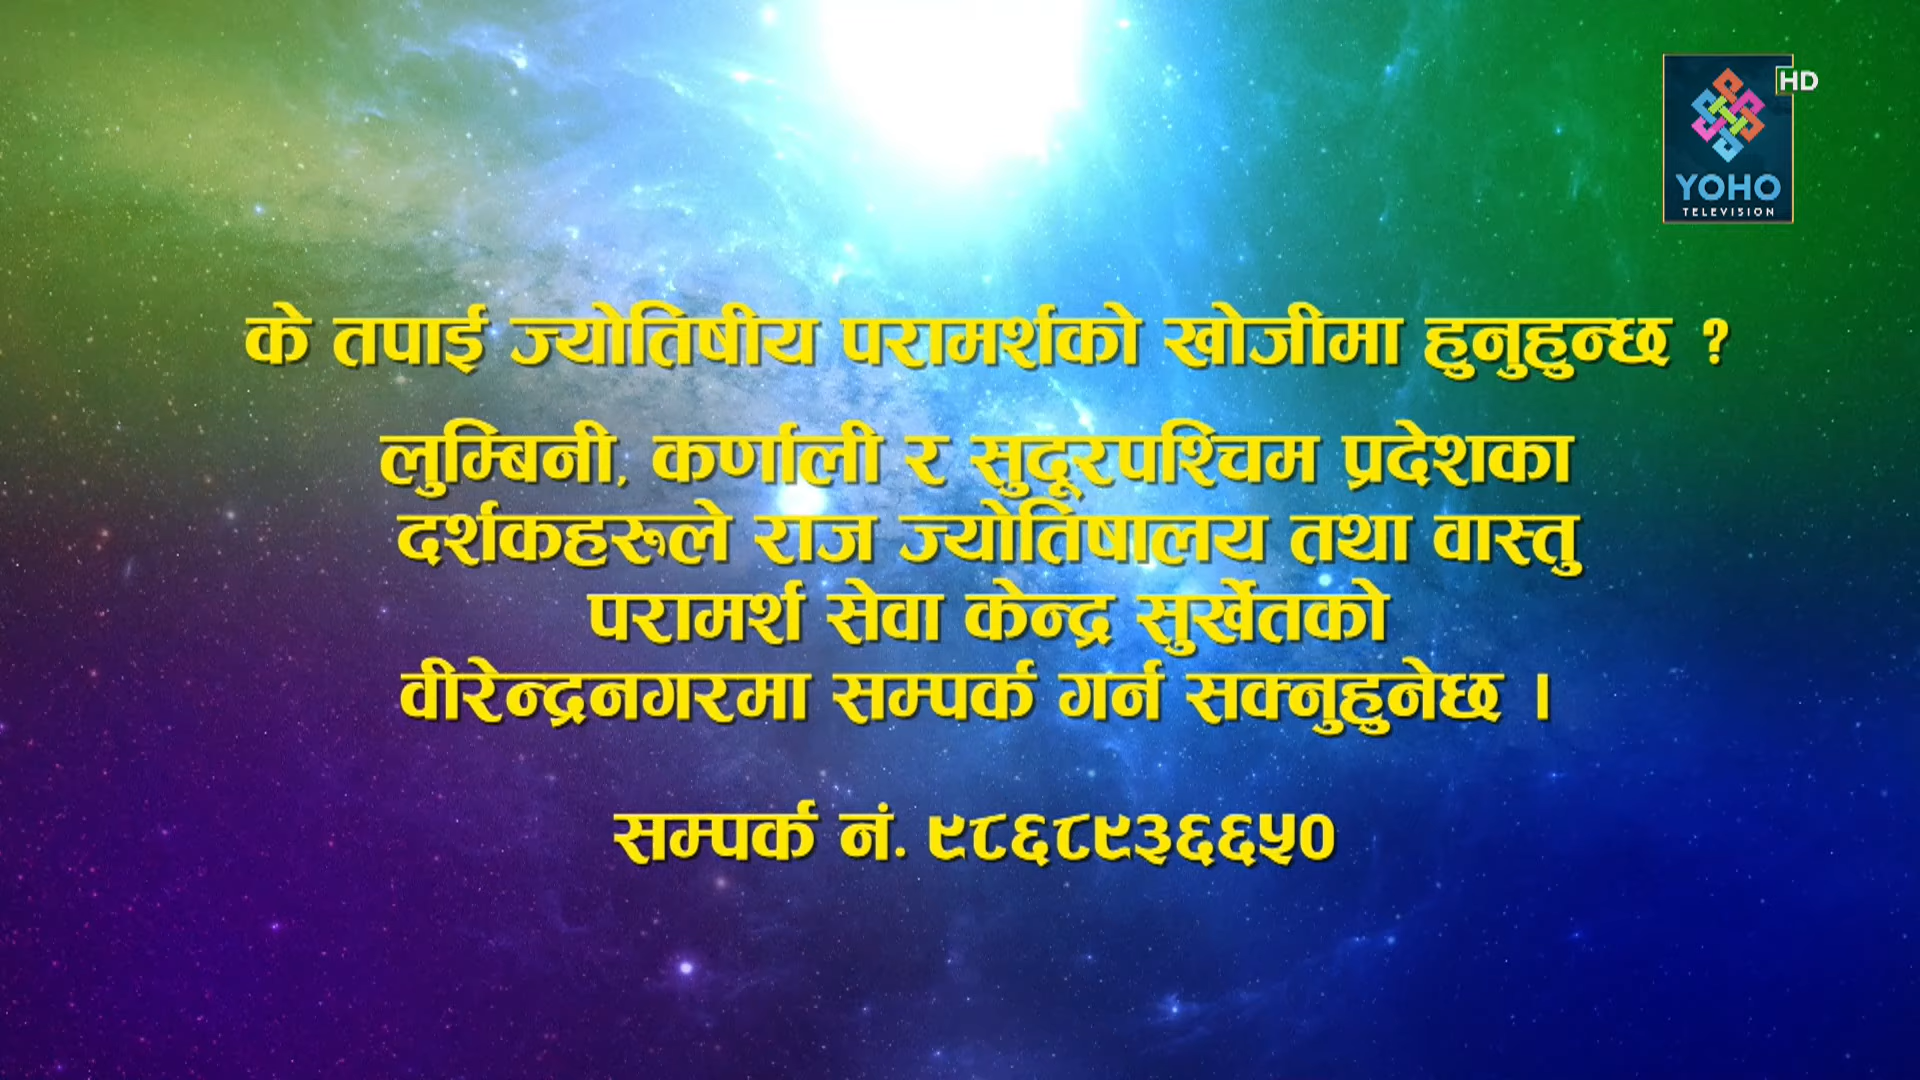 HD
YOHO
TELEVISION
के तपाई ज्योतिषीय परामर्शको खोजीमा हुनुहुन्छ ?
लुम्बिनी, कर्णाली र सुदूरपश्चिम प्रदेशका
दर्शकहरुले राज ज्योतिषालय तथा वास्तु
परामर्श सेवा केन्द्र सुर्खेतको
वीरेन्द्रनगरमा सम्पर्क गर्न सक्नुहुनेछ ।
सम्पर्क नं. ९८६८९३६६५०